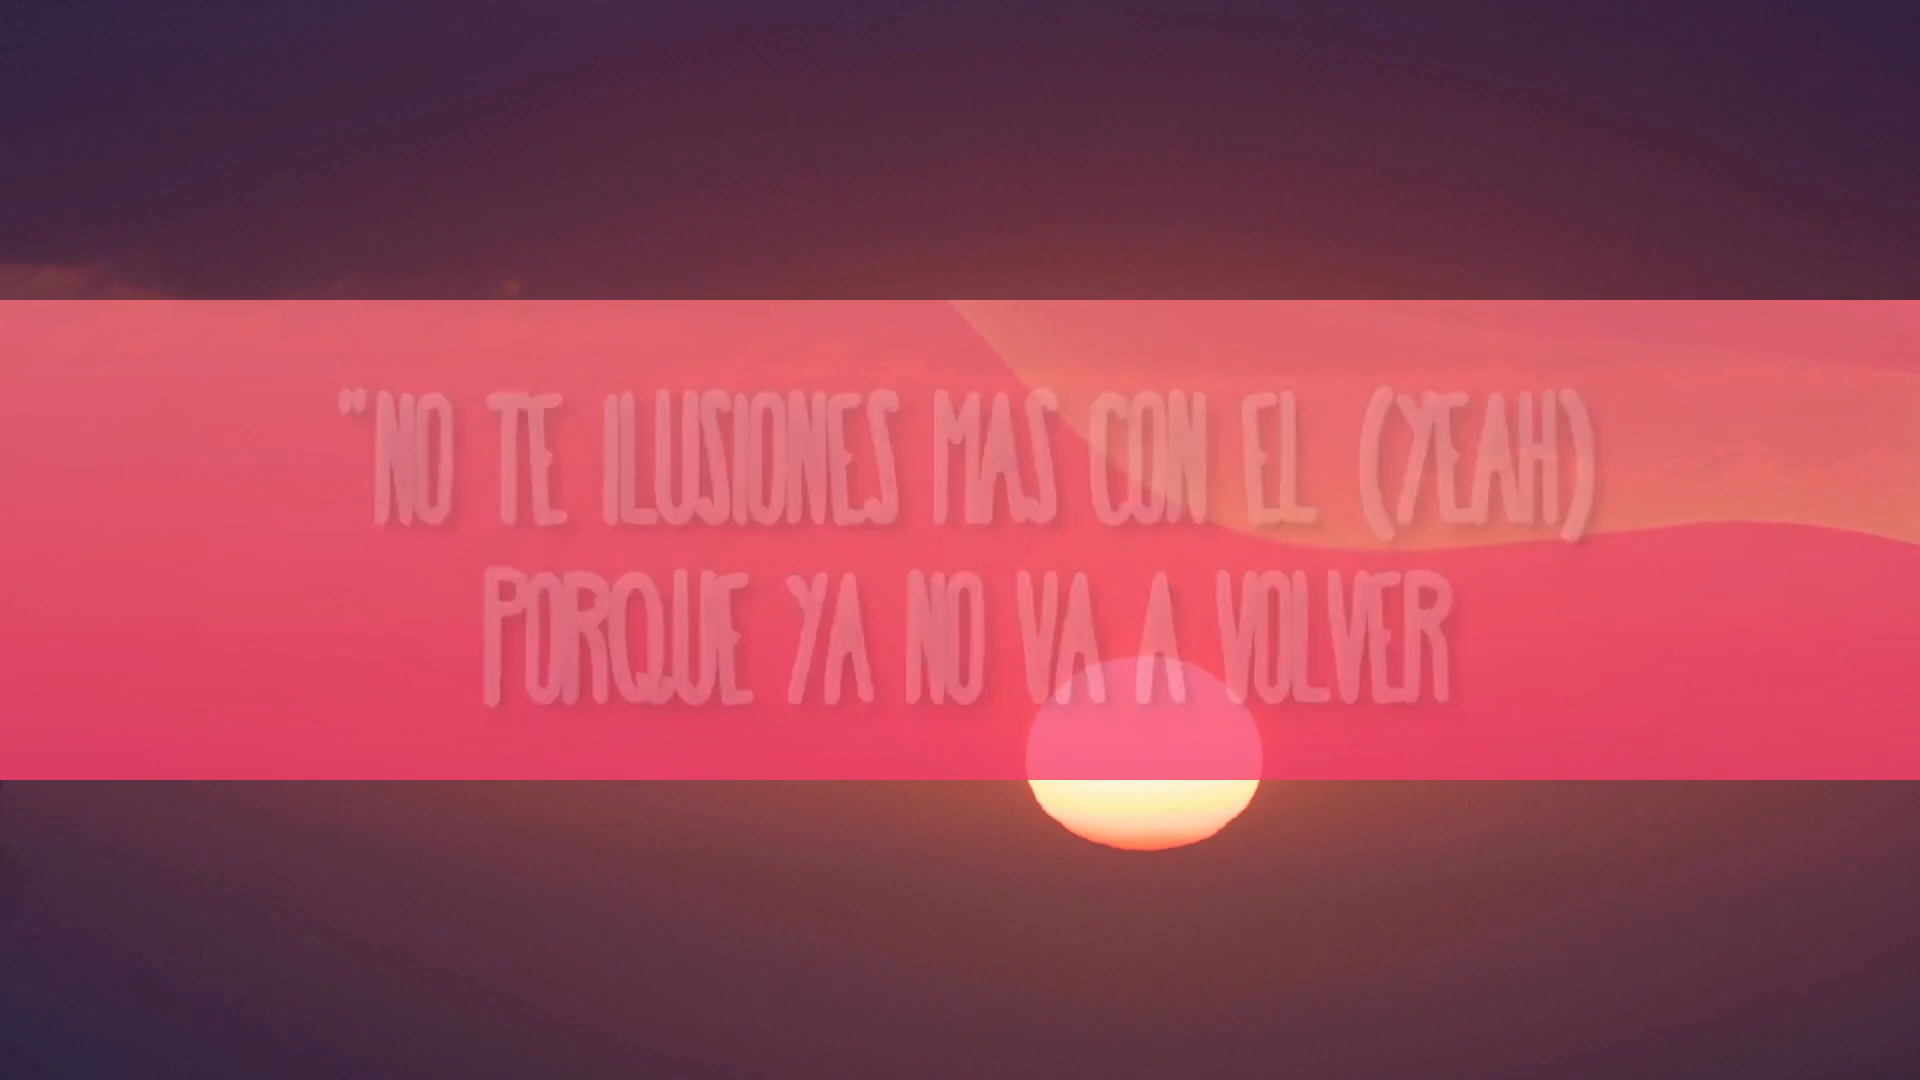 "NO TE ILUSIONES MAS CON EL (YEAH)
PORQUE YA NO VA A VOLVER